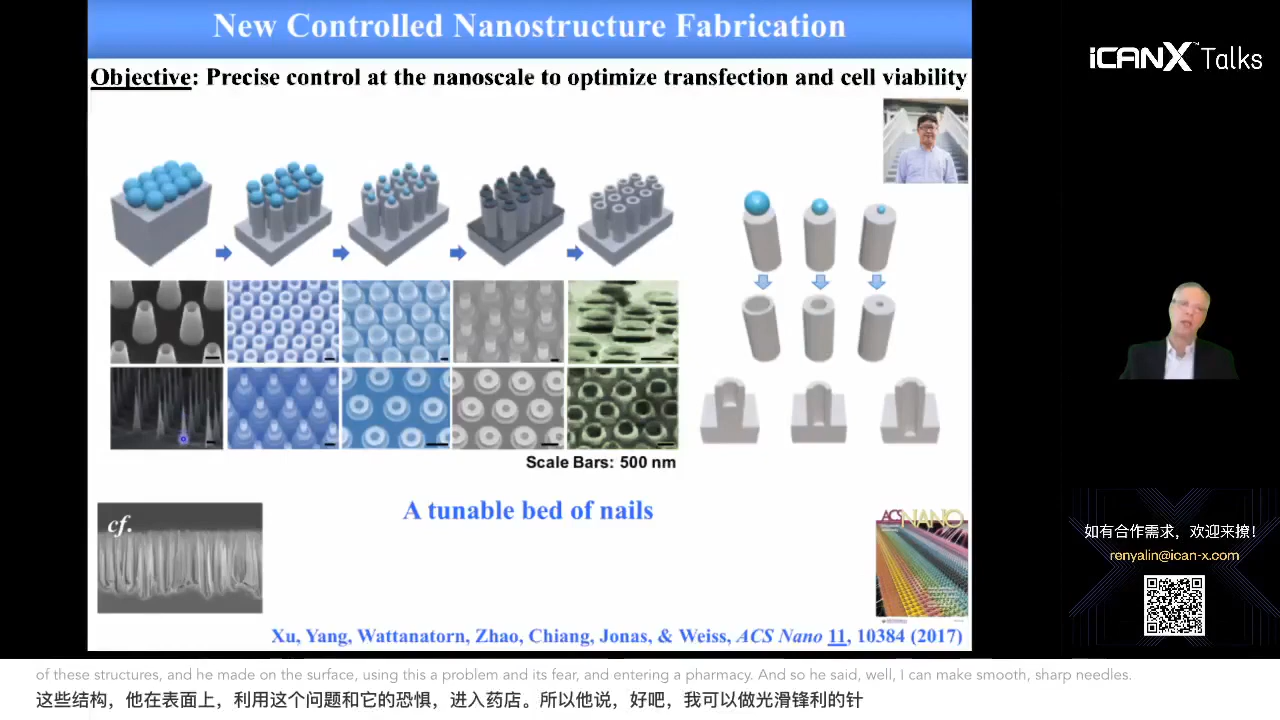 New Controlled Nanostructure Fabrication
Objective: Precise control at the nanoscale to optimize transfection and cell viability
iCANX Talks
Scale Bars: 500 nm
cf.
A tunable bed of nails
ACS NANO
Xu, Yang, Wattanatorn, Zhao, Chiang, Jonas, & Weiss, ACS Nano 11, 10384 (2017)
如有合作需求，欢迎来撩！
renyalin@ican-x.com
of these structures, and he made on the surface, using this a problem and its fear, and entering a pharmacy. And so he said, well, I can make smooth, sharp needles.
这些结构，他在表面上，利用这个问题和它的恐惧，进入药店。所以他说，好吧，我可以做光滑锋利的针